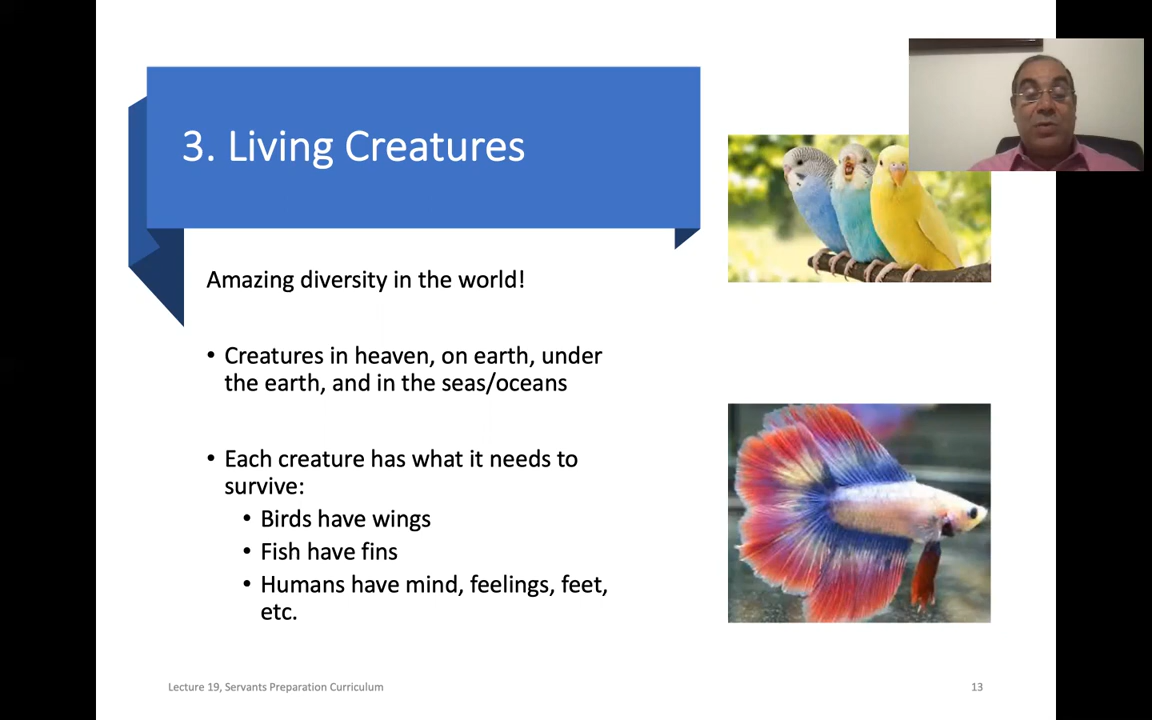 3. Living Creatures
Amazing diversity in the world!
• Creatures in heaven, on earth, under
the earth, and in the seas/oceans
• Each creature has what it needs to
survive:
• Birds have wings
• Fish have fins
• Humans have mind, feelings, feet,
etc.
Lecture 19, Servants Preparation Curriculum
13